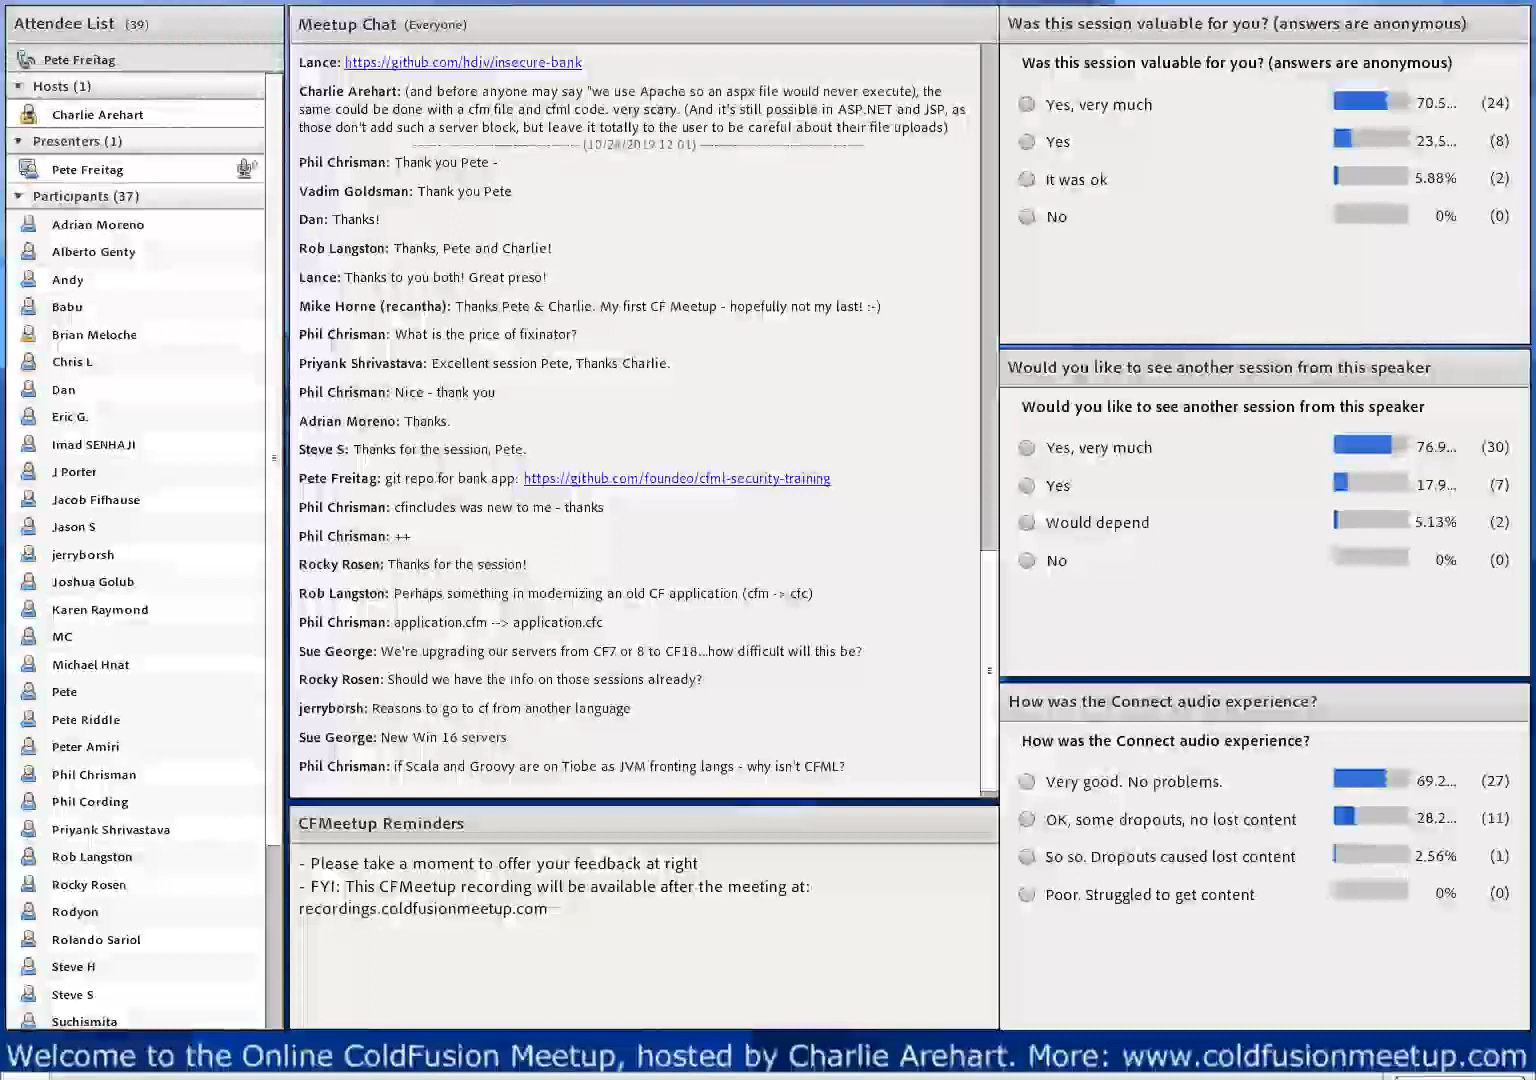 Attendee List (39)
Pete Freitag
Hosts (1)
Charlie Arehart
Presenters (1)
Pete Freitag
Participants (37)
Adrian Moreno
Alberto Genty
Andy
Babu
Brian Meloche
Chris L
Dan
Eric G.
Imad SENHAJI
J Porter
Jacob Fifhause
Jason S
jerryborsh
Joshua Golub
Karen Raymond
MC
Michael Hnat
Pete
Pete Riddle
Peter Amiri
Phil Chrisman
Phil Cording
Priyank Shrivastava
Rob Langston
Rocky Rosen
Rodyon
Rolando Sariol
Steve H
Steve S
Suchismita
Meetup Chat (Everyone)
Lance: https://github.com/hdiv/insecure-bank
Charlie Arehart: (and before anyone may say "we use Apache so an aspx file would never execute), the
same could be done with a cfm file and cfml code. very scary. (And it's still possible in ASP.NET and JSP, as
those don't add such a server block, but leave it totally to the user to be careful about their file uploads)
(10/24/2019 12:01)
Phil Chrisman: Thank you Pete -
Vadim Goldsman: Thank you Pete
Dan: Thanks!
Rob Langston: Thanks, Pete and Charlie!
Lance: Thanks to you both! Great preso!
Mike Horne (recantha): Thanks Pete & Charlie. My first CF Meetup - hopefully not my last! :-)
Phil Chrisman: What is the price of fixinator?
Priyank Shrivastava: Excellent session Pete, Thanks Charlie.
Phil Chrisman: Nice - thank you
Adrian Moreno: Thanks.
Steve S: Thanks for the session, Pete.
Pete Freitag: git repo for bank app: https://github.com/foundeo/cfml-security-training
Phil Chrisman: cfincludes was new to me - thanks
Phil Chrisman: ++
Rocky Rosen: Thanks for the session!
Rob Langston: Perhaps something in modernizing an old CF application (cfm -> cfc)
Phil Chrisman: application.cfm --> application.cfc
Sue George: We're upgrading our servers from CF7 or 8 to CF18...how difficult will this be?
Rocky Rosen: Should we have the info on those sessions already?
jerryborsh: Reasons to go to cf from another language
Sue George: New Win 16 servers
Phil Chrisman: if Scala and Groovy are on Tiobe as JVM fronting langs - why isn't CFML?
CFMeetup Reminders
- Please take a moment to offer your feedback at right
- FYI: This CFMeetup recording will be available after the meeting at:
recordings.coldfusionmeetup.com
Was this session valuable for you? (answers are anonymous)
Was this session valuable for you? (answers are anonymous)
Yes, very much 70.5... (24)
Yes 23.5... (8)
It was ok 5.88% (2)
No 0% (0)
Would you like to see another session from this speaker
Would you like to see another session from this speaker
Yes, very much 76.9... (30)
Yes 17.9... (7)
Would depend 5.13% (2)
No 0% (0)
How was the Connect audio experience?
How was the Connect audio experience?
Very good. No problems. 69.2... (27)
OK, some dropouts, no lost content 28.2... (11)
So so. Dropouts caused lost content 2.56% (1)
Poor. Struggled to get content 0% (0)
Welcome to the Online ColdFusion Meetup, hosted by Charlie Arehart. More: www.coldfusionmeetup.com